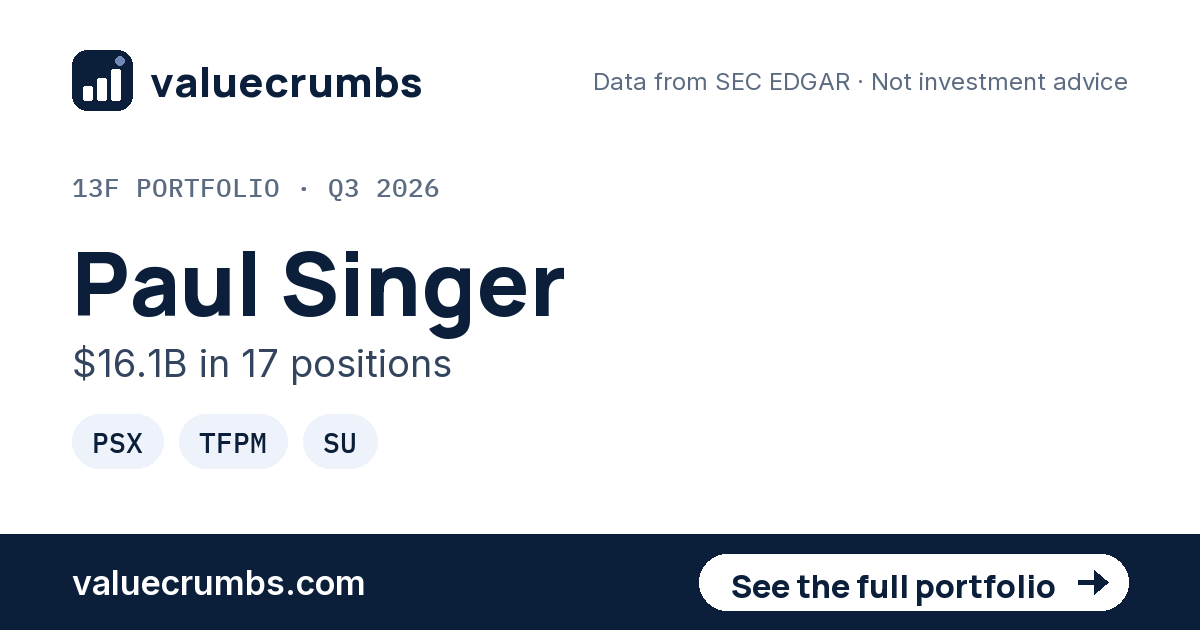 valuecrumbs
Data from SEC EDGAR · Not investment advice
13F PORTFOLIO · Q3 2026
Paul Singer
$16.1B in 17 positions
PSX TFPM SU
valuecrumbs.com
See the full portfolio →